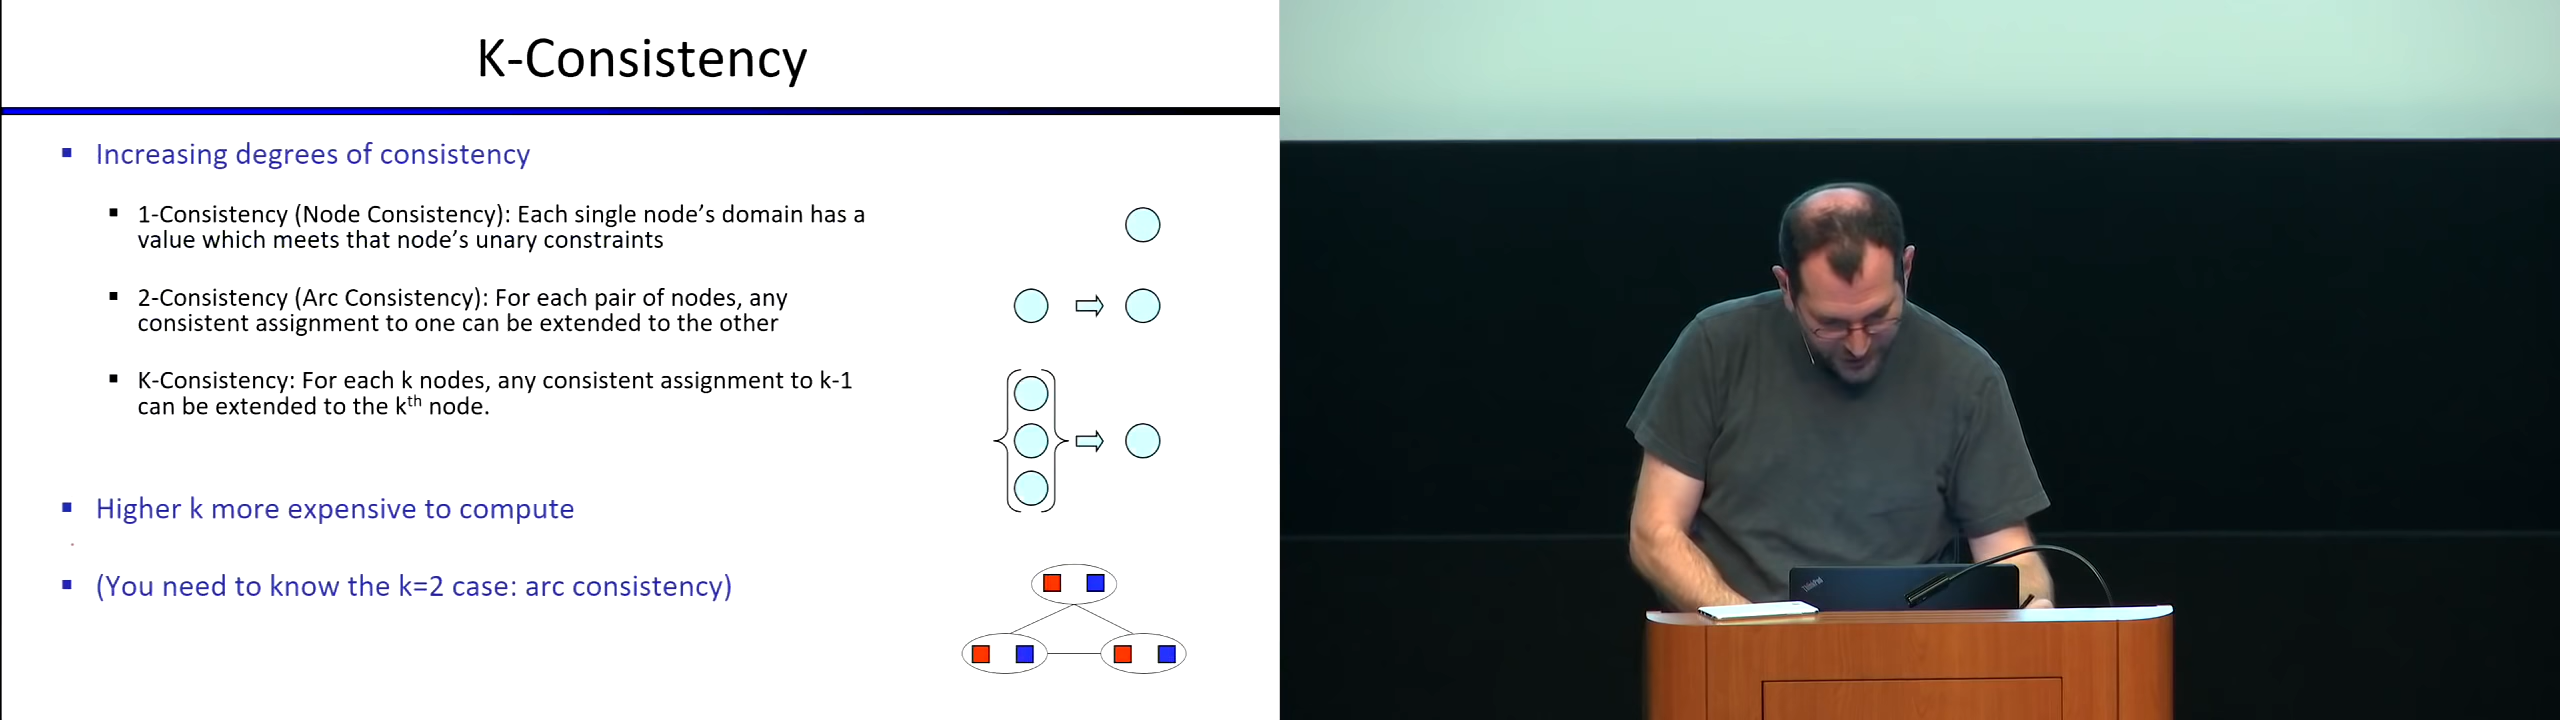 K-Consistency
▪ Increasing degrees of consistency
▪ 1-Consistency (Node Consistency): Each single node’s domain has a
value which meets that node’s unary constraints
▪ 2-Consistency (Arc Consistency): For each pair of nodes, any
consistent assignment to one can be extended to the other
▪ K-Consistency: For each k nodes, any consistent assignment to k-1
can be extended to the kth node.
▪ Higher k more expensive to compute
▪ (You need to know the k=2 case: arc consistency)
ThinkPad